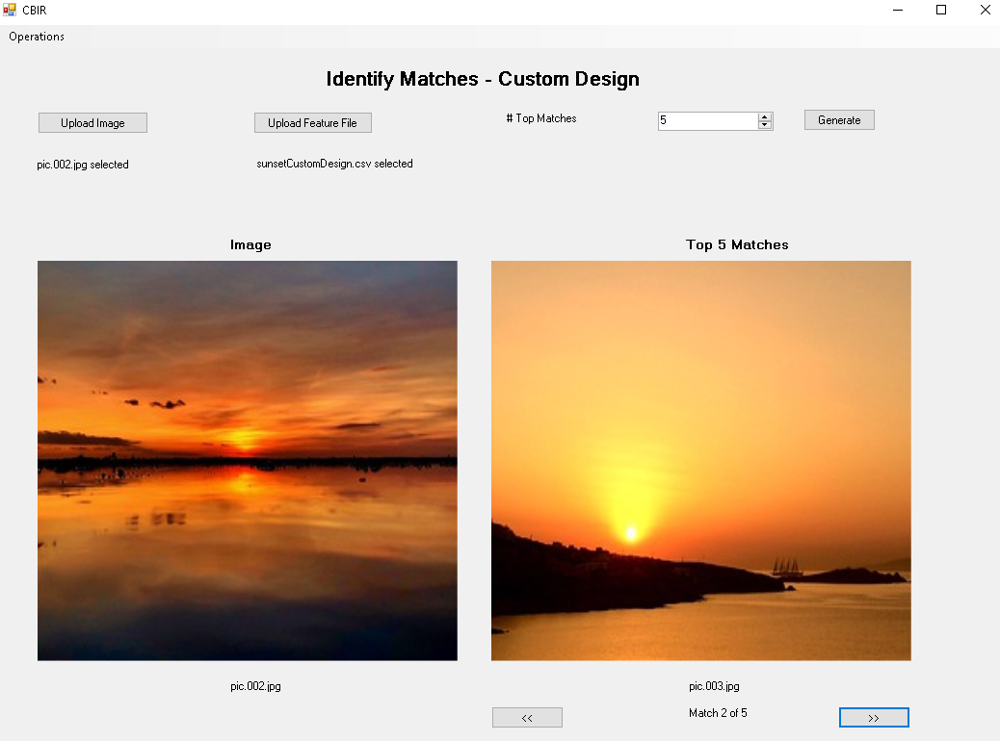 CBIR
Operations
Identify Matches - Custom Design
Upload Image
Upload Feature File
# Top Matches
5
Generate
pic.002.jpg selected
sunsetCustomDesign.csv selected
Image
Top 5 Matches
pic.002.jpg
pic.003.jpg
<<
Match 2 of 5
>>